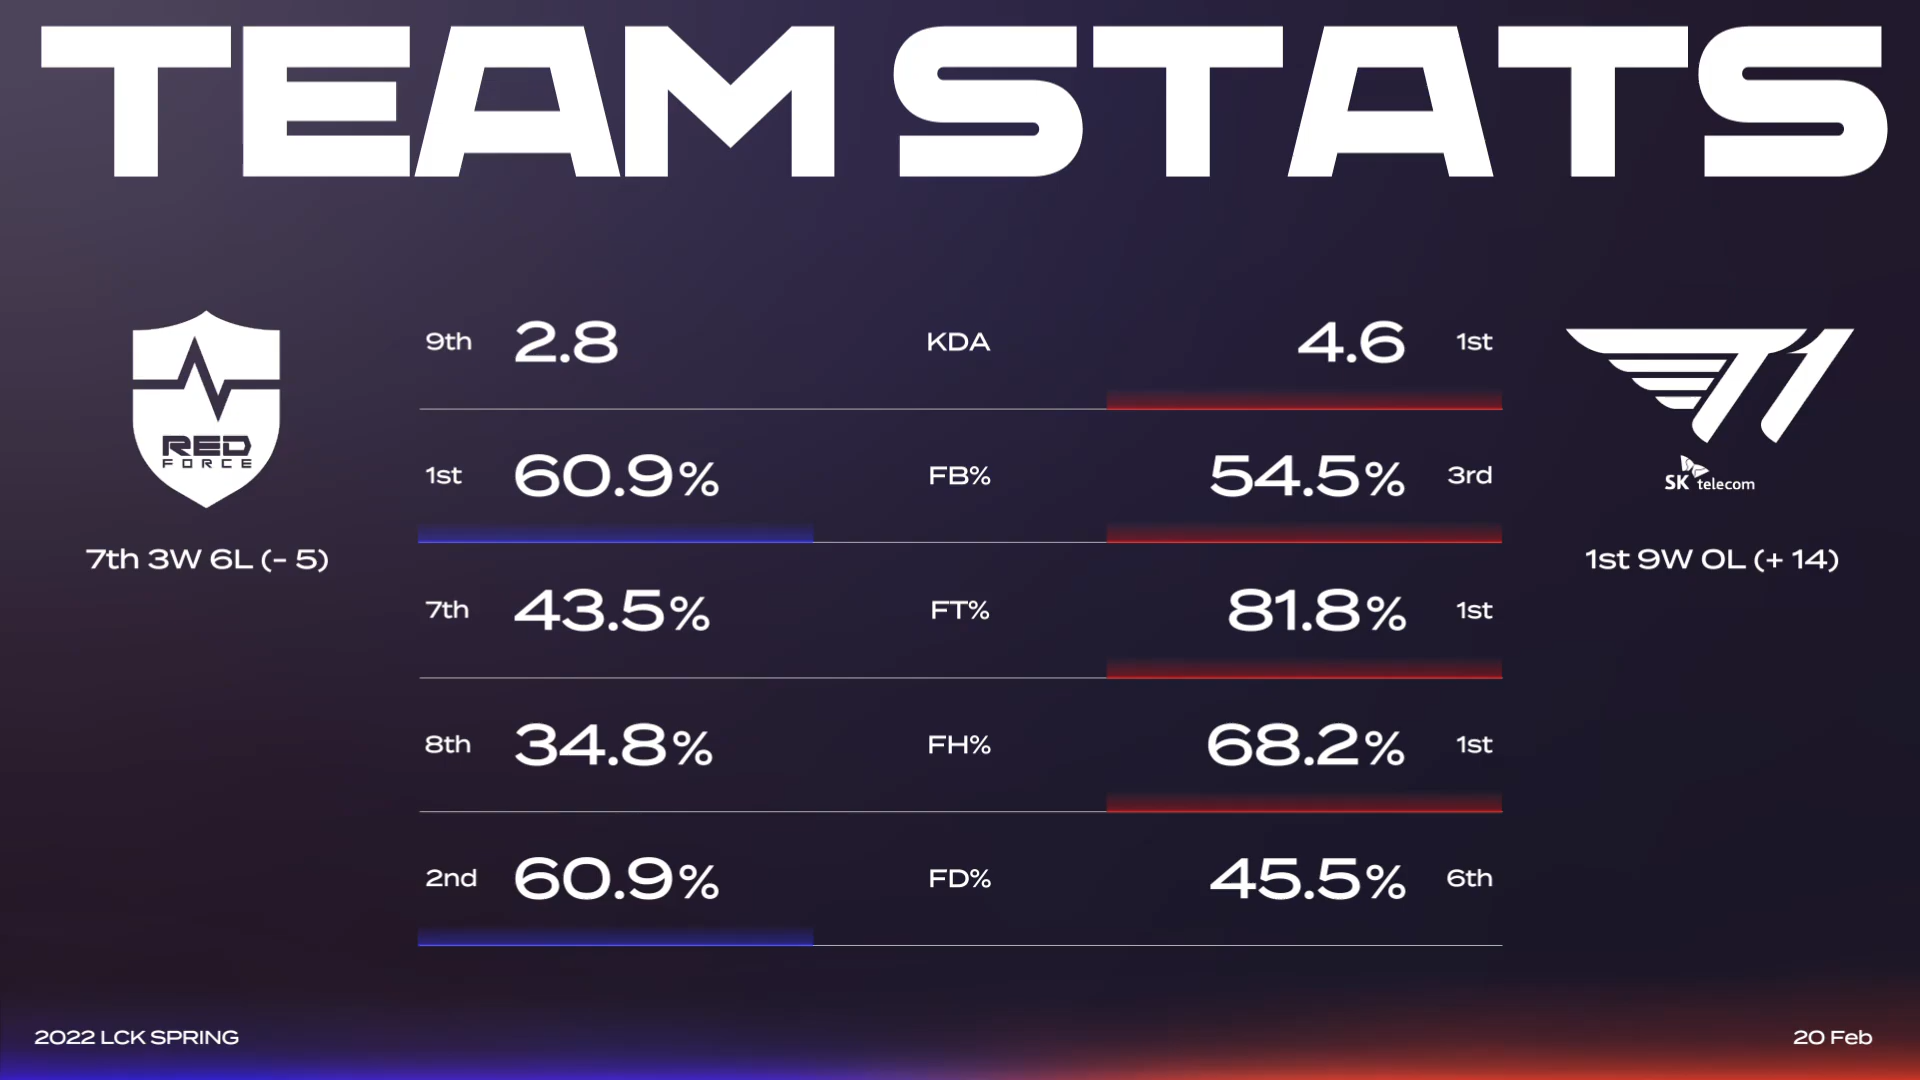 TEAM STATS
RED
FORCE
7th 3W 6L (- 5)
9th 2.8 KDA 4.6 1st
1st 60.9% FB% 54.5% 3rd
7th 43.5% FT% 81.8% 1st
8th 34.8% FH% 68.2% 1st
2nd 60.9% FD% 45.5% 6th
T1
SK telecom
1st 9W 0L (+ 14)
2022 LCK SPRING
20 Feb